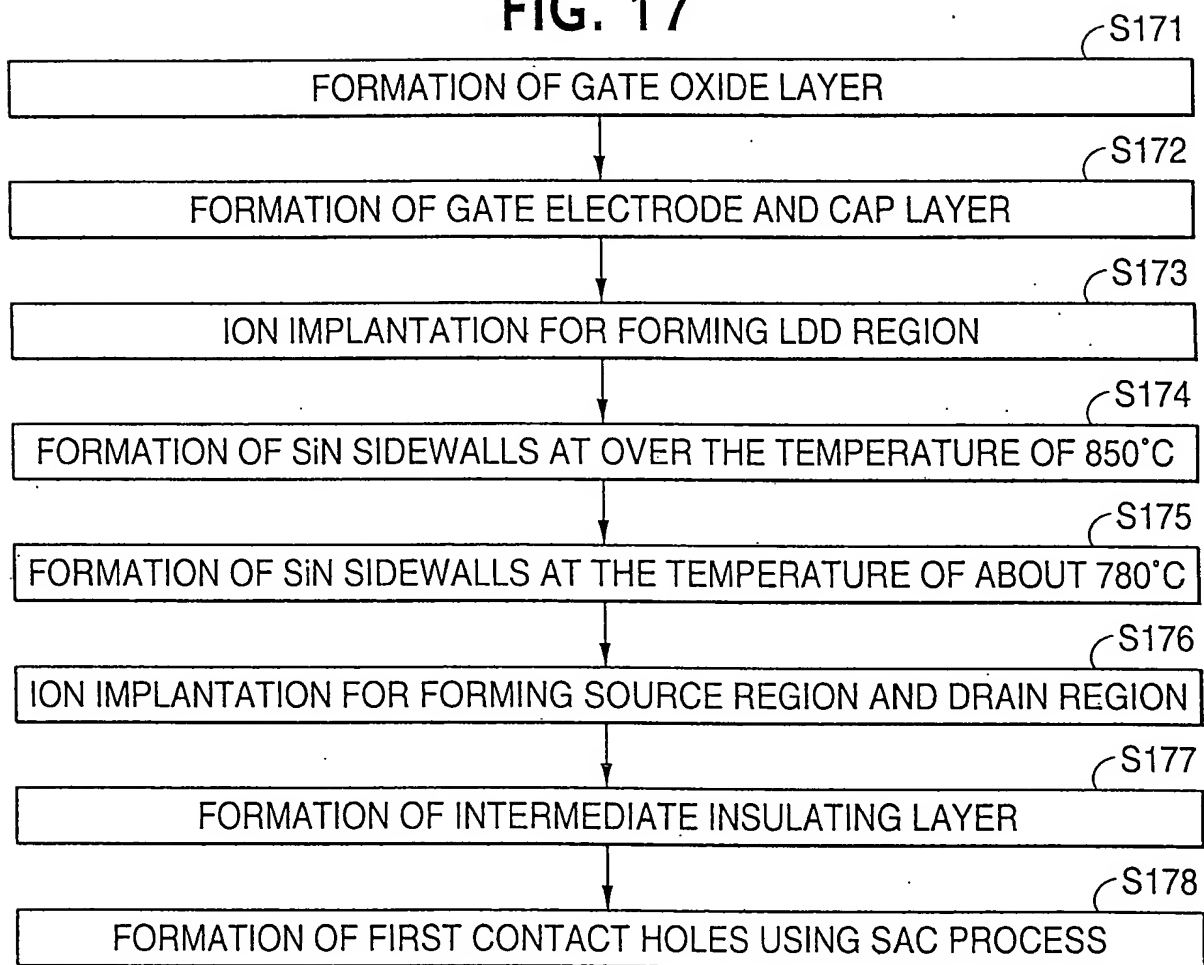 FIG. 17
S171
FORMATION OF GATE OXIDE LAYER
S172
FORMATION OF GATE ELECTRODE AND CAP LAYER
S173
ION IMPLANTATION FOR FORMING LDD REGION
S174
FORMATION OF SiN SIDEWALLS AT OVER THE TEMPERATURE OF 850°C
S175
FORMATION OF SiN SIDEWALLS AT THE TEMPERATURE OF ABOUT 780°C
S176
ION IMPLANTATION FOR FORMING SOURCE REGION AND DRAIN REGION
S177
FORMATION OF INTERMEDIATE INSULATING LAYER
S178
FORMATION OF FIRST CONTACT HOLES USING SAC PROCESS